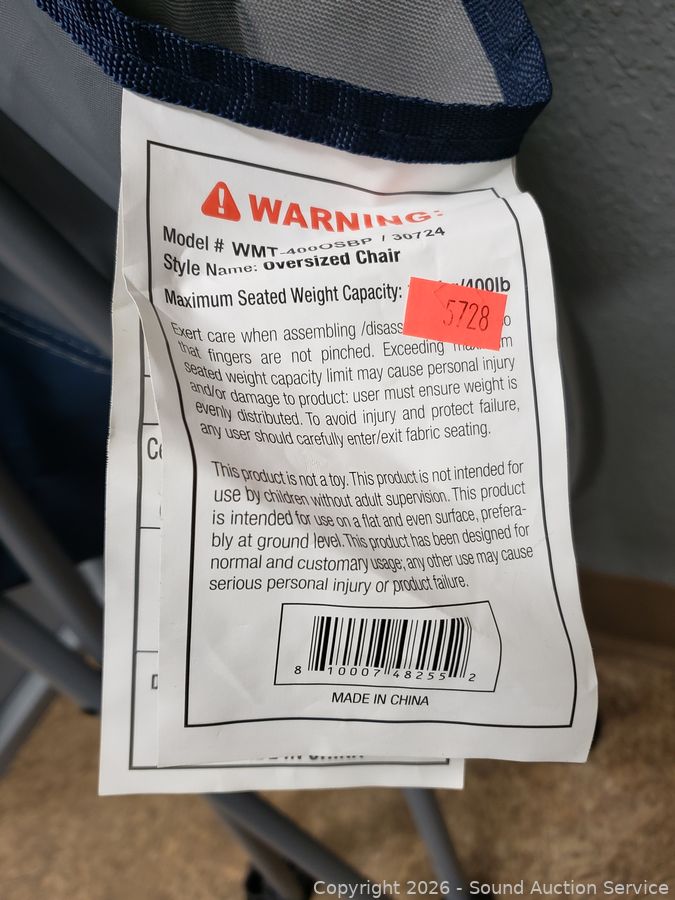 WARNING:
Model # WMT-400OSBP / 30724
Style Name: Oversized Chair
Maximum Seated Weight Capacity: /400lb
5728
Exert care when assembling /disass
that fingers are not pinched. Exceeding
seated weight capacity limit may cause personal injury
and/or damage to product: user must ensure weight is
evenly distributed. To avoid injury and protect failure,
any user should carefully enter/exit fabric seating.
This product is not a toy. This product is not intended for
use by children without adult supervision. This product
is intended for use on a flat and even surface, prefera-
bly at ground level. This product has been designed for
normal and customary usage; any other use may cause
serious personal injury or product failure.
8 10007 48255 2
MADE IN CHINA
Copyright 2026 - Sound Auction Service